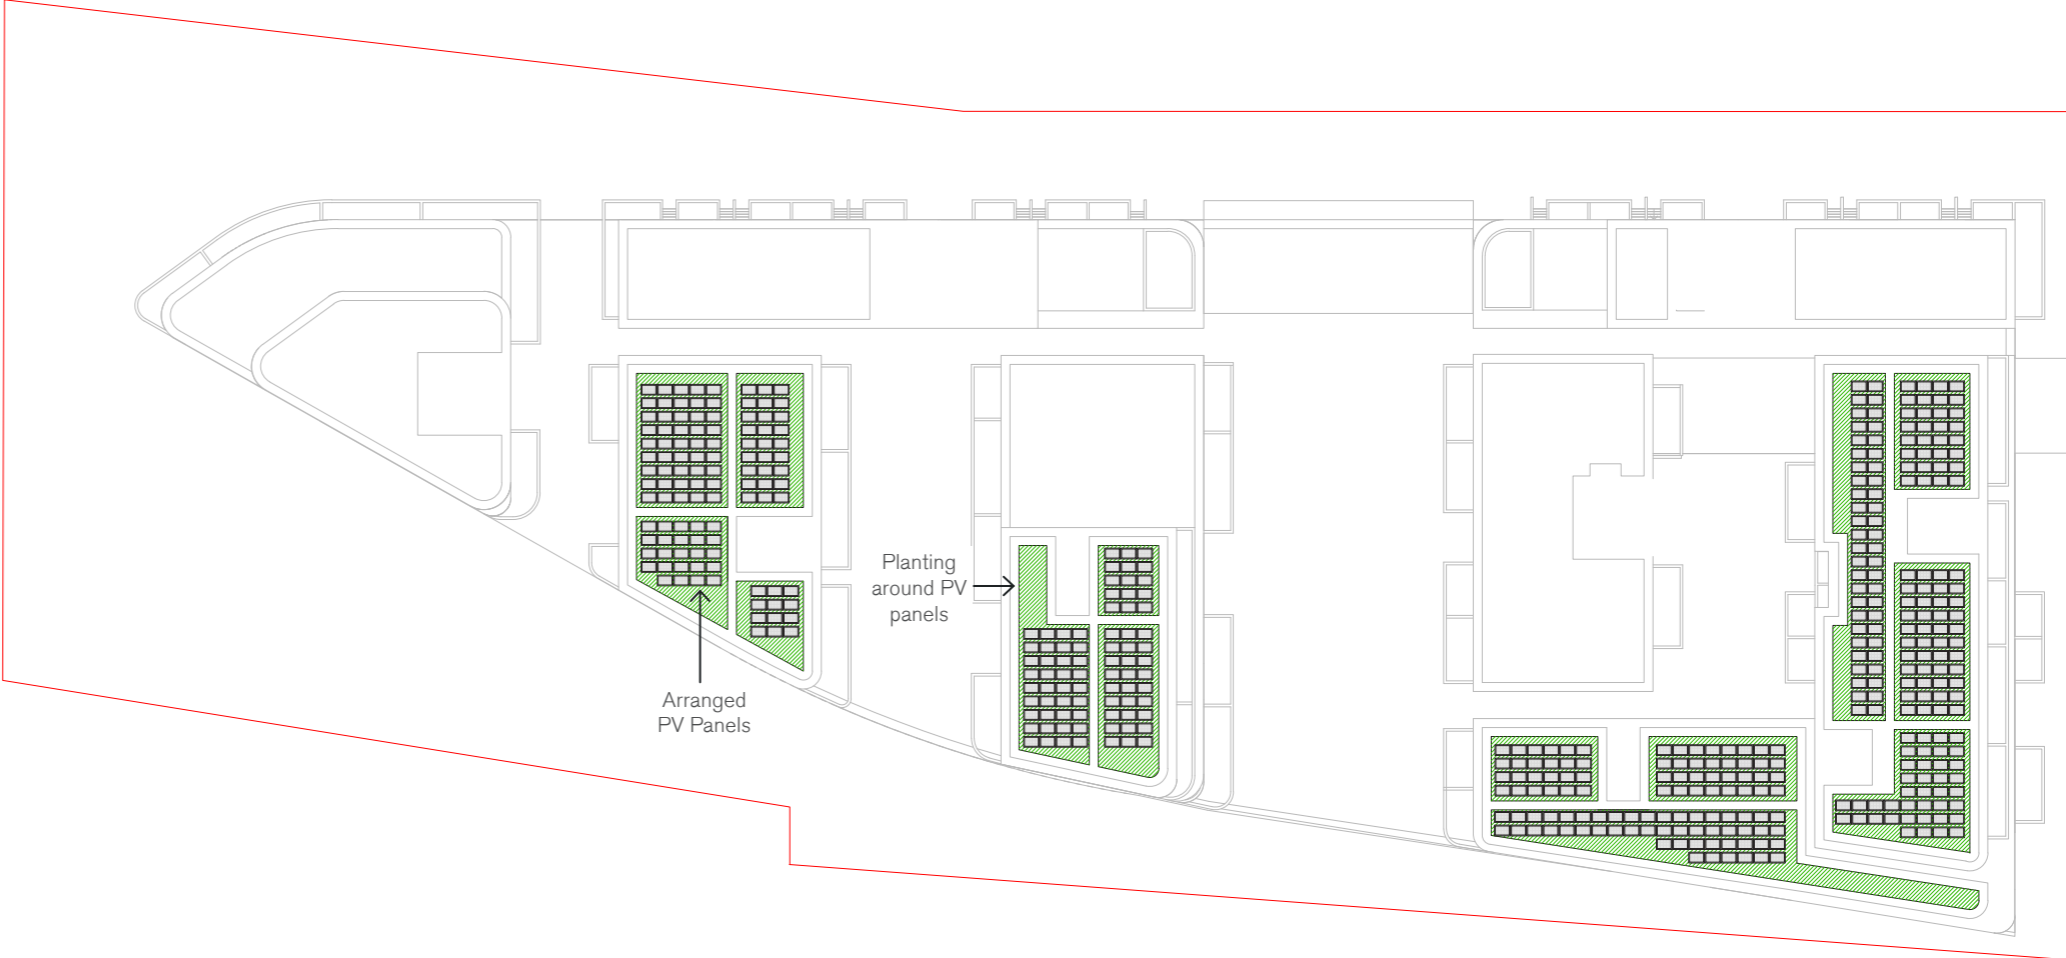 Planting
around PV
panels
Arranged
PV Panels